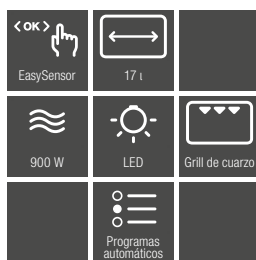 <OK>
EasySensor
17 l
900 W
LED
Grill de cuarzo
Programas
automáticos